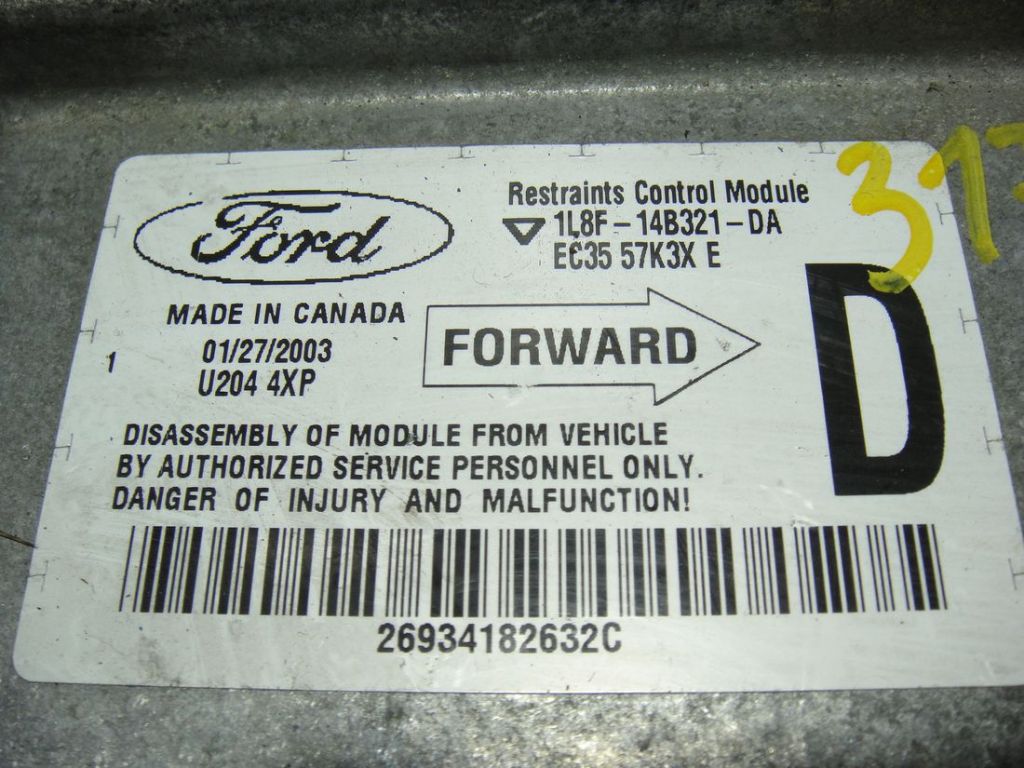 Ford
Restraints Control Module
1L8F-14B321-DA
EC35 57K3X E
MADE IN CANADA
01/27/2003
U204 4XP
1
FORWARD
D
DISASSEMBLY OF MODULE FROM VEHICLE
BY AUTHORIZED SERVICE PERSONNEL ONLY.
DANGER OF INJURY AND MALFUNCTION!
26934182632C